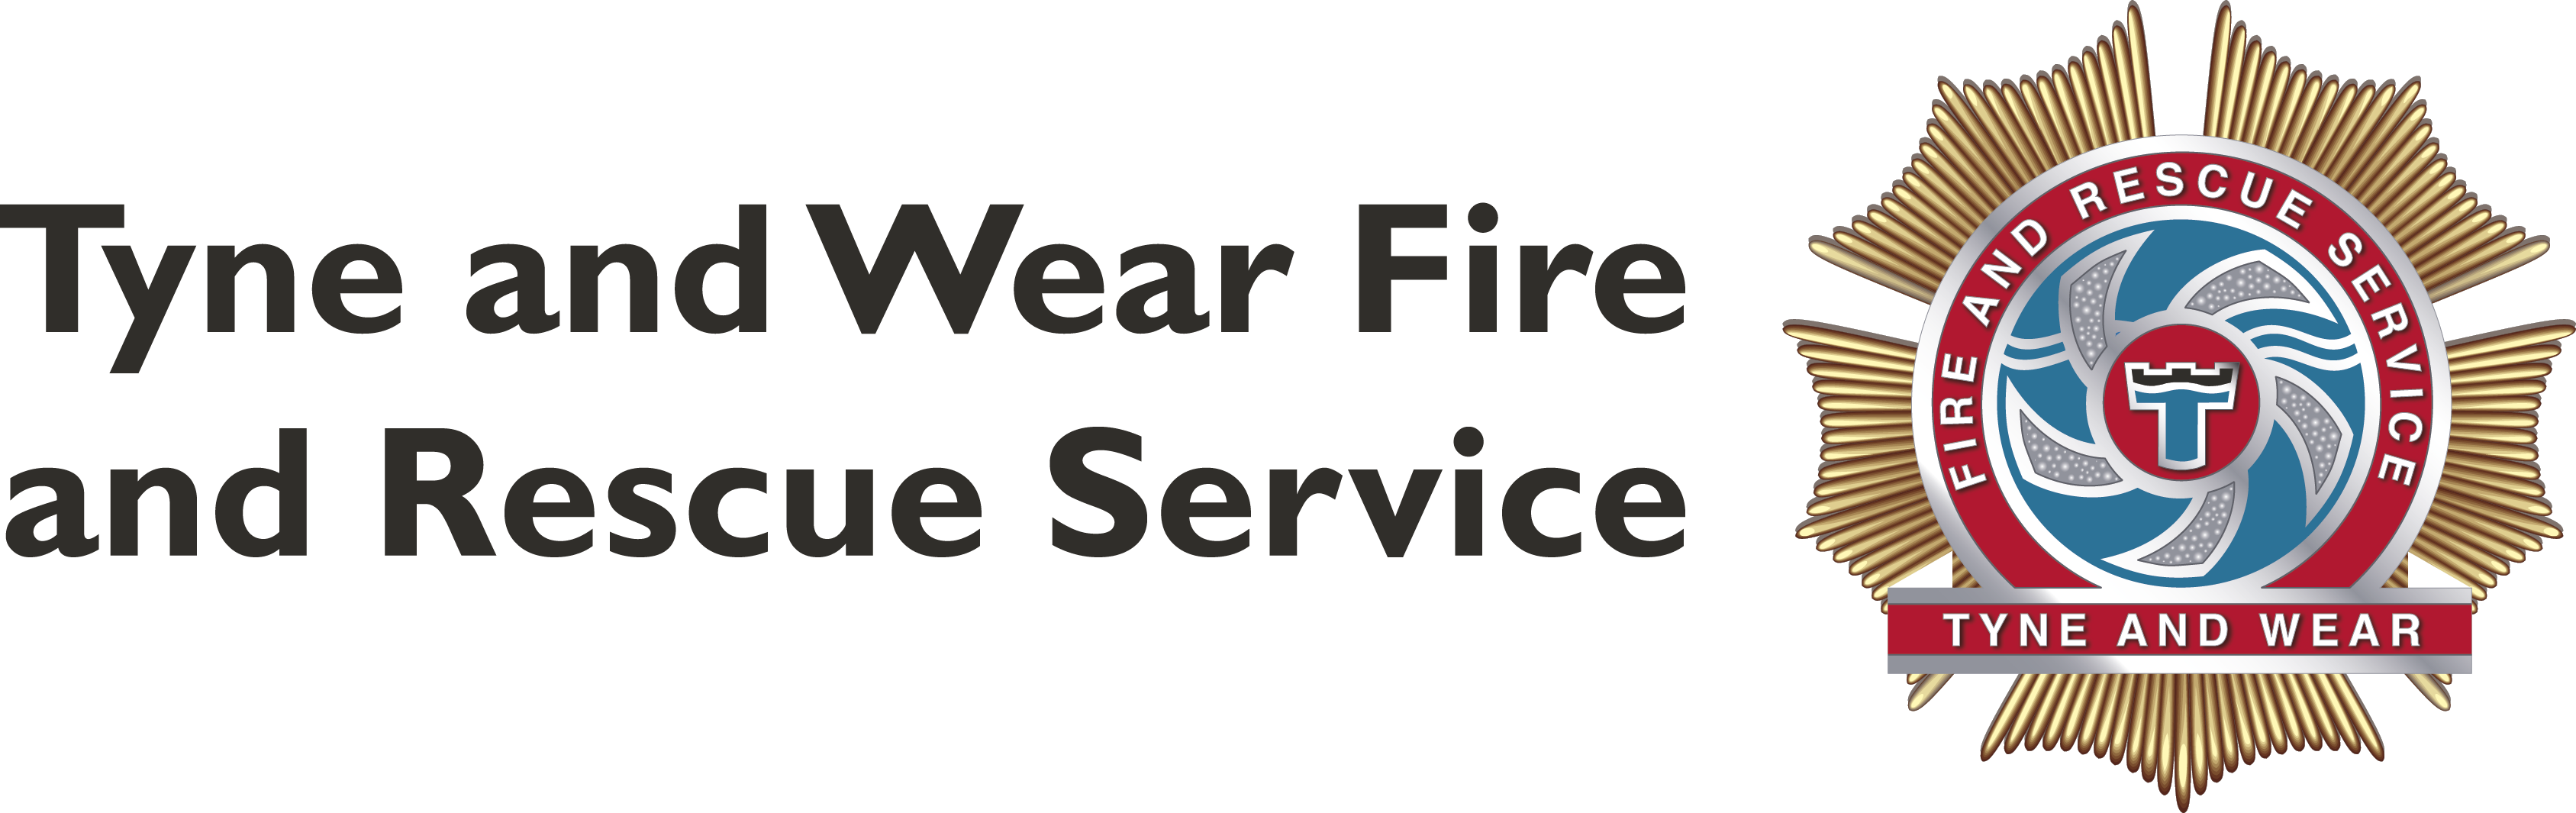 Tyne and Wear Fire
and Rescue Service
FIRE AND RESCUE SERVICE
T
TYNE AND WEAR